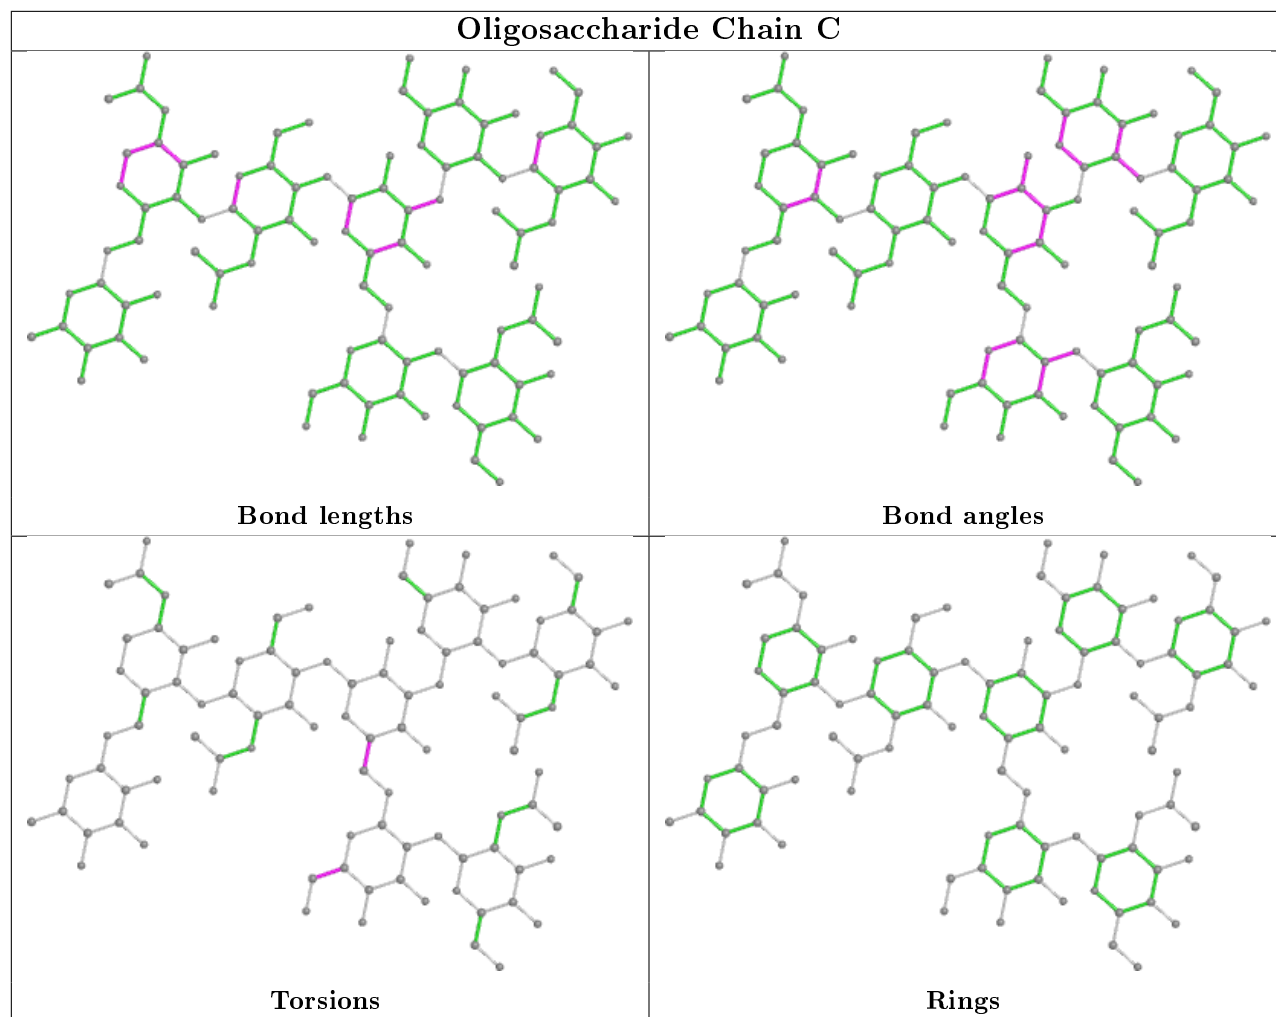 Oligosaccharide Chain C
Bond lengths
Bond angles
Torsions
Rings